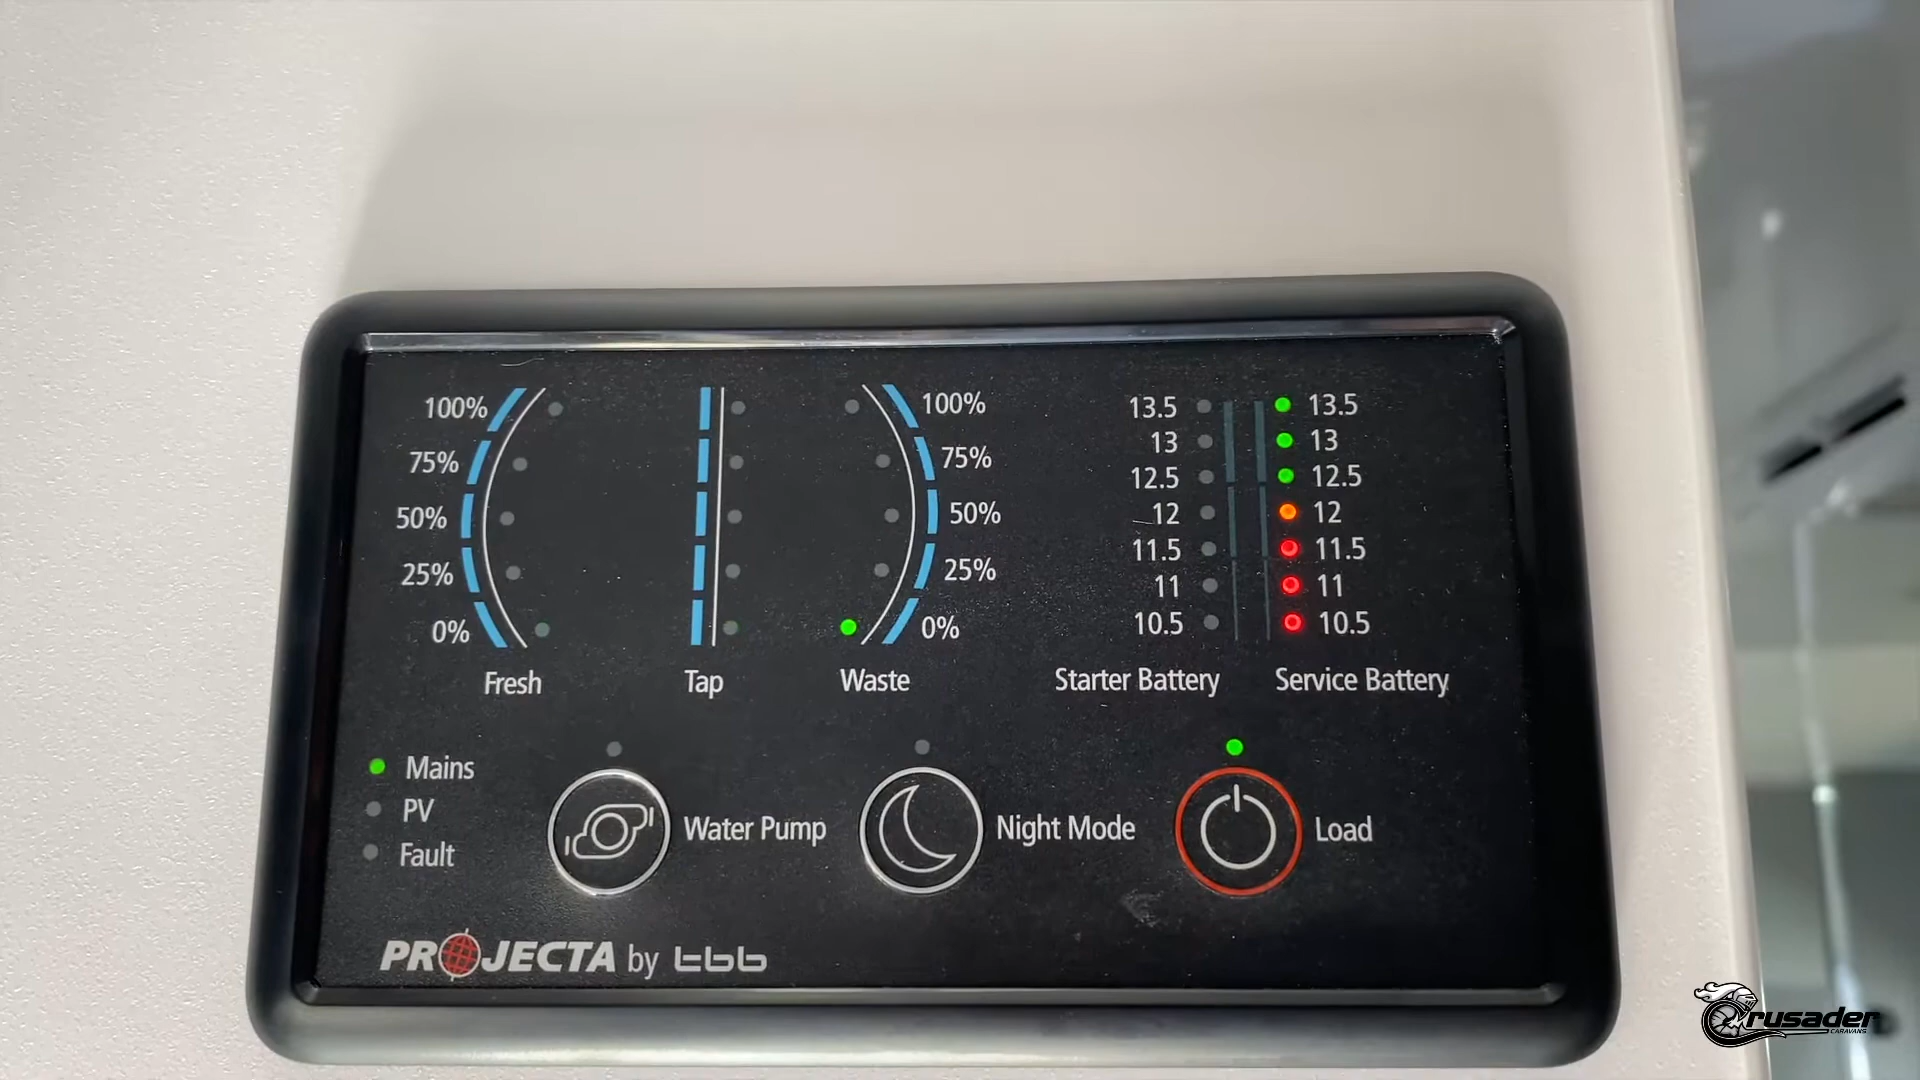 100%
75%
50%
25%
0%
Fresh
Tap
100%
75%
50%
25%
0%
Waste
13.5
13
12.5
12
11.5
11
10.5
Starter Battery
13.5
13
12.5
12
11.5
11
10.5
Service Battery
Mains
PV
Fault
Water Pump
Night Mode
Load
PROJECTA by tbb
Crusader
CARAVANS